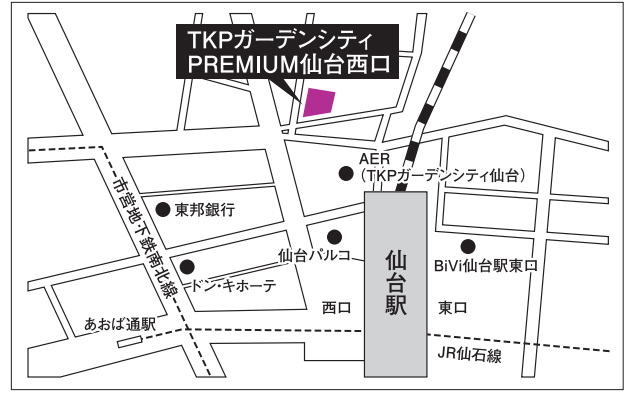 TKPガーデンシティ
PREMIUM仙台西口
AER
（TKPガーデンシティ仙台）
市営地下鉄南北線
東邦銀行
仙台パルコ
仙台駅
BiVi仙台駅東口
ドン・キホーテ
西口
東口
あおば通駅
JR仙石線